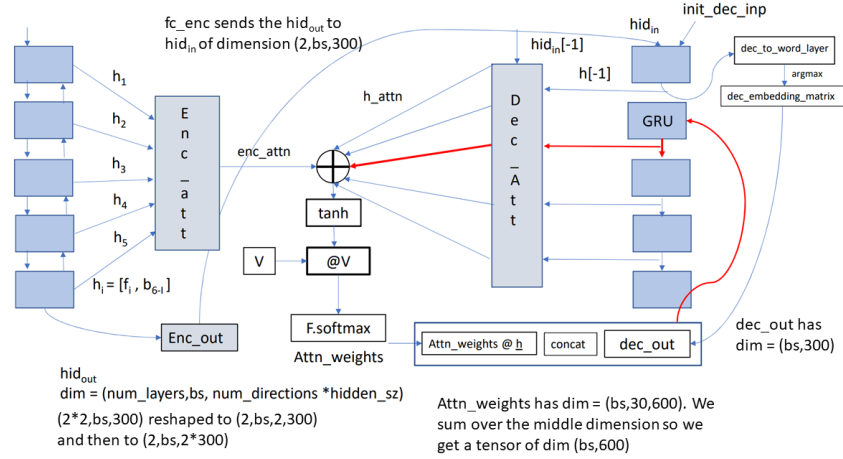 fc_enc sends the hid_out to
hid_in of dimension (2,bs,300)
init_dec_inp
hid_in
hid_in[-1]
h[-1]
dec_to_word_layer
argmax
dec_embedding_matrix
h_1
h_2
h_3
h_4
h_5
h_i = [f_i , b_6-I ]
Enc_att
enc_attn
h_attn
Dec_Att
GRU
tanh
V
@V
F.softmax
Attn_weights
Attn_weights @ h
concat
dec_out
dec_out has
dim = (bs,300)
Enc_out
hid_out
dim = (num_layers,bs, num_directions *hidden_sz)
(2*2,bs,300) reshaped to (2,bs,2,300)
and then to (2,bs,2*300)
Attn_weights has dim = (bs,30,600). We
sum over the middle dimension so we
get a tensor of dim (bs,600)